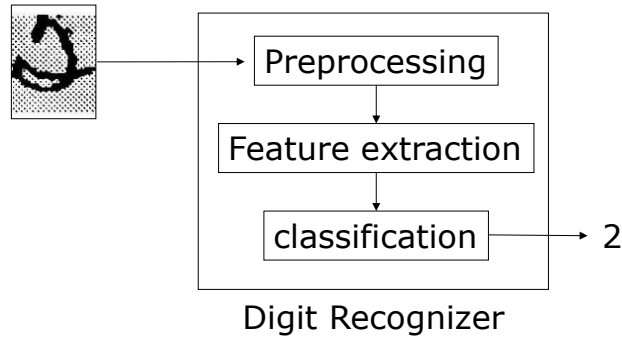 Preprocessing
Feature extraction
classification
2
Digit Recognizer